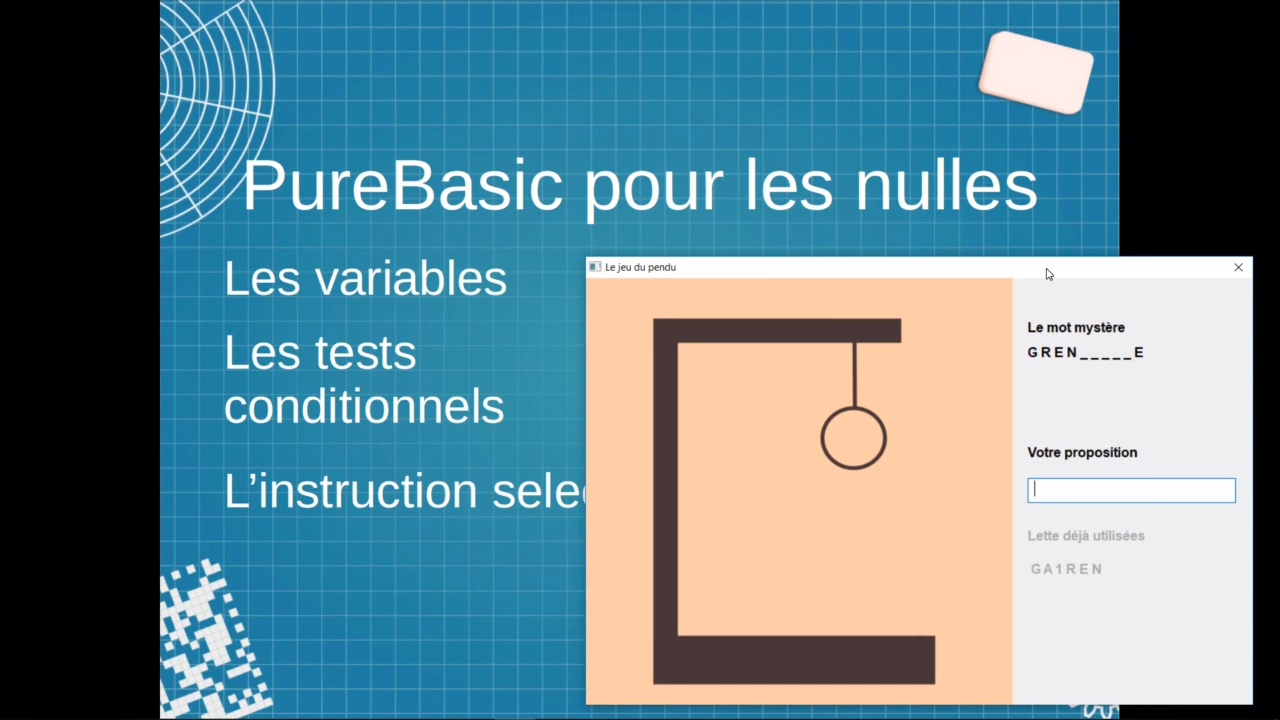 PureBasic pour les nulles
Les variables
Les tests
conditionnels
L’instruction selec
Le jeu du pendu
Le mot mystère
G R E N _ _ _ _ _ E
Votre proposition
Lette déjà utilisées
G A 1 R E N